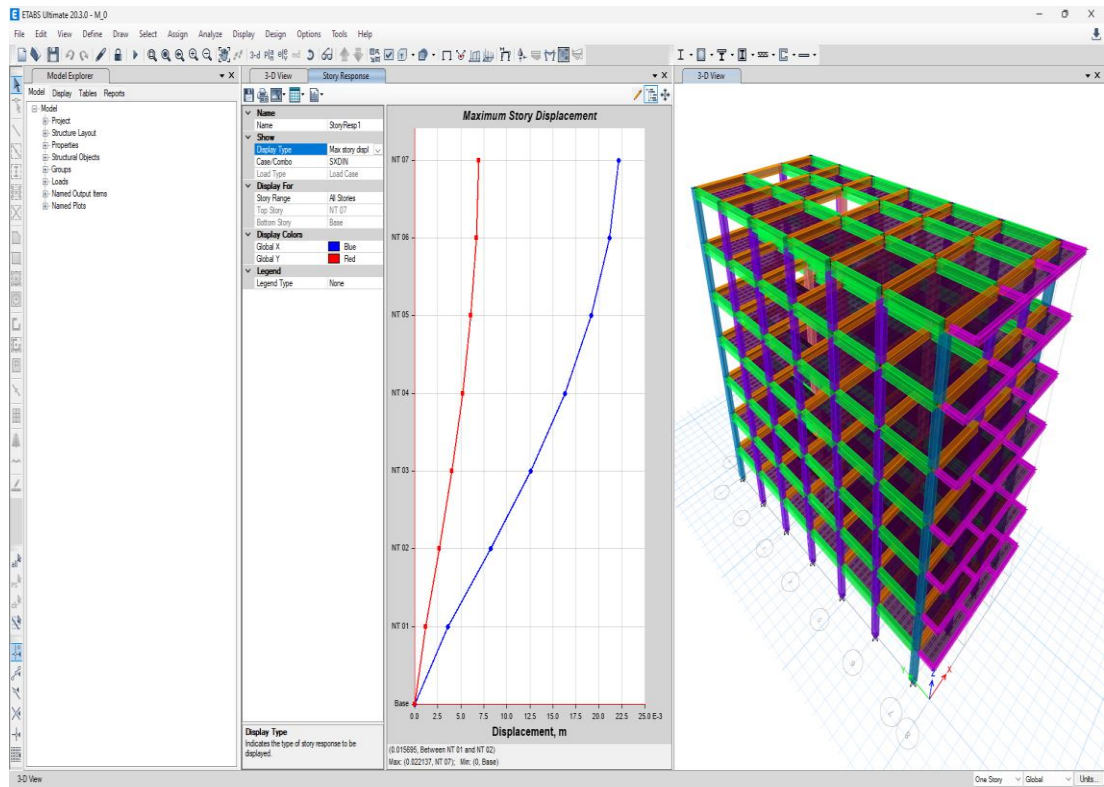 ETABS Ultimate 20.3.0 - M_0
File Edit View Define Draw Select Assign Analyze Display Design Options Tools Help
3-d
Model Explorer
Model Display Tables Reports
Model
Project
Structure Layout
Properties
Structural Objects
Groups
Loads
Named Output Items
Named Plots
3-D View Story Response
Name
Name StoryResp1
Show
Display Type Max story displ
Case/Combo SXDIN
Load Type Load Case
Display For
Story Range All Stories
Top Story NT 07
Bottom Story Base
Display Colors
Global X Blue
Global Y Red
Legend
Legend Type None
Display Type
Indicates the type of story response to be
displayed.
Maximum Story Displacement
NT 07
NT 06
NT 05
NT 04
NT 03
NT 02
NT 01
Base
0.0 2.5 5.0 7.5 10.0 12.5 15.0 17.5 20.0 22.5 25.0 E-3
Displacement, m
(0.015695, Between NT 01 and NT 02)
Max: (0.022137, NT 07); Min: (0, Base)
3-D View
Z
X
Y
3-D View
One Story Global Units...